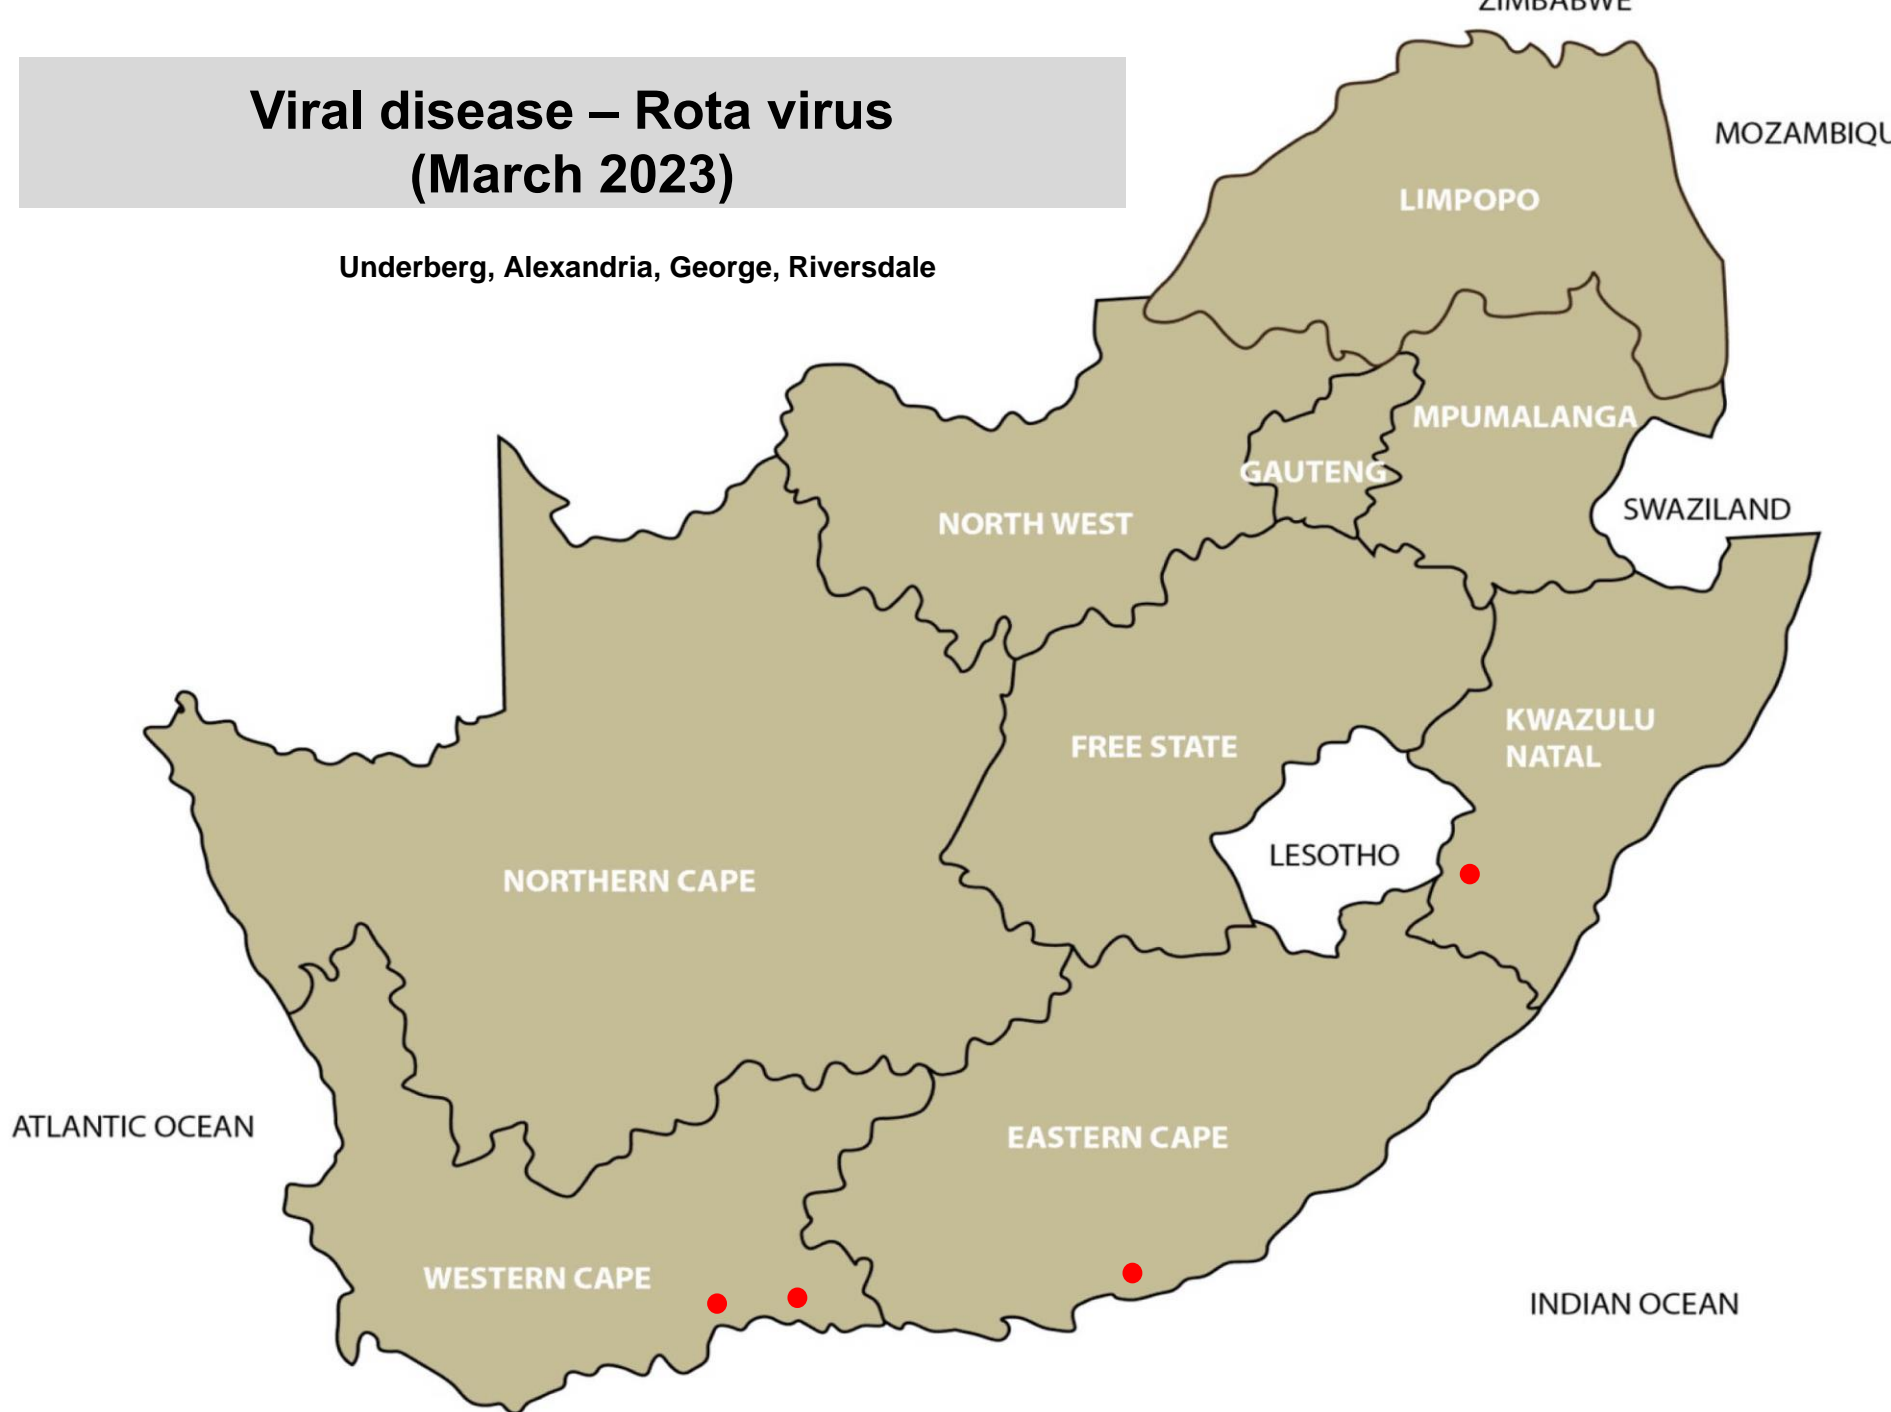 ZIMBABWE
Viral disease – Rota virus
(March 2023)
MOZAMBIQU
LIMPOPO
Underberg, Alexandria, George, Riversdale
MPUMALANGA
GAUTENG
SWAZILAND
NORTH WEST
KWAZULU
NATAL
FREE STATE
LESOTHO
NORTHERN CAPE
ATLANTIC OCEAN
EASTERN CAPE
WESTERN CAPE
INDIAN OCEAN